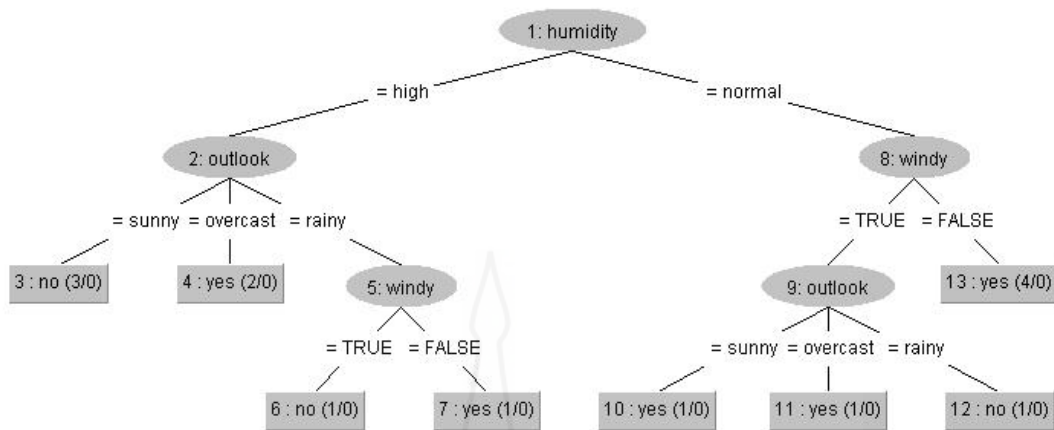 1: humidity
= high
= normal
2: outlook
8: windy
= sunny = overcast = rainy
= TRUE = FALSE
3 : no (3/0)
4 : yes (2/0)
5: windy
9: outlook
13: yes (4/0)
= TRUE = FALSE
= sunny = overcast = rainy
6 : no (1/0)
7 : yes (1/0)
10 : yes (1/0)
11 : yes (1/0)
12 : no (1/0)